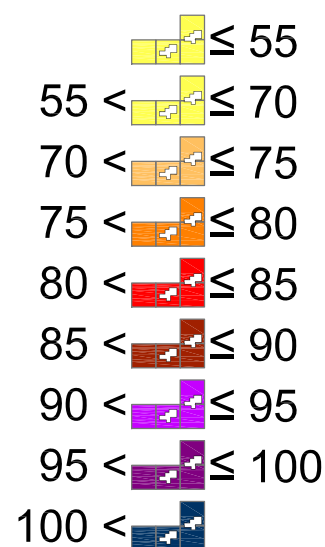 ≤ 55
55 < ≤ 70
70 < ≤ 75
75 < ≤ 80
80 < ≤ 85
85 < ≤ 90
90 < ≤ 95
95 < ≤ 100
100 <